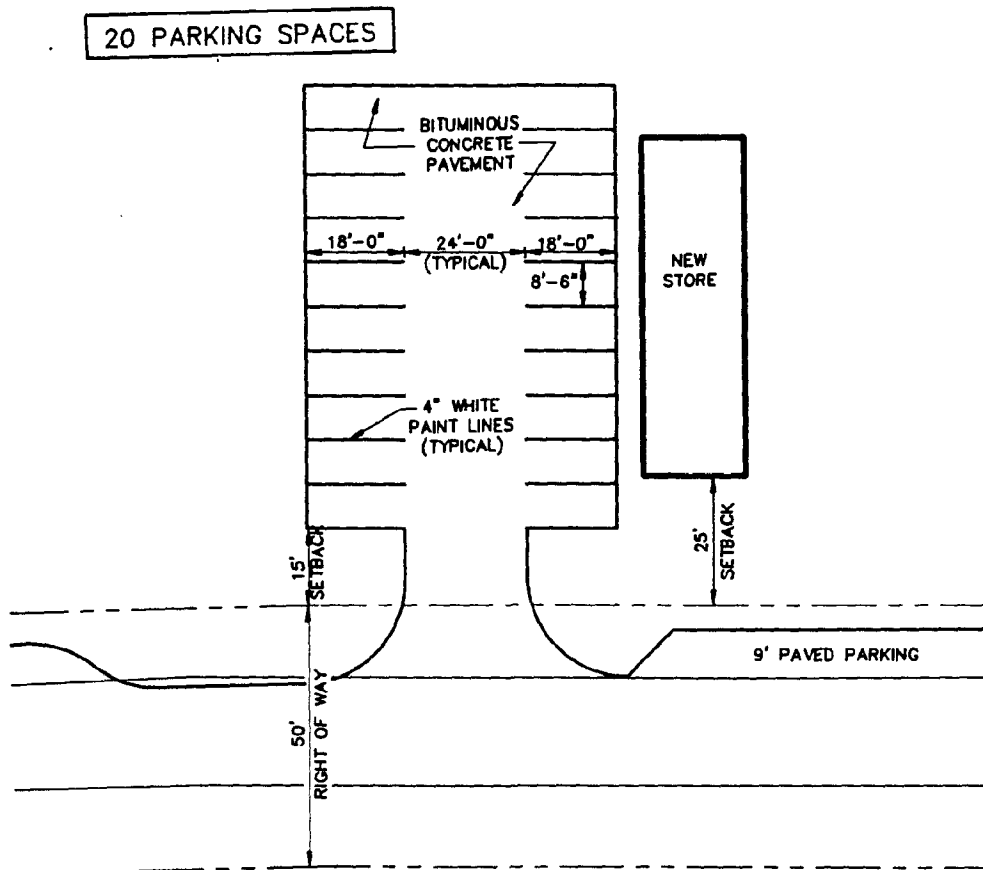 20 PARKING SPACES
BITUMINOUS
CONCRETE
PAVEMENT
18'-0"
24'-0"
(TYPICAL)
18'-0"
8'-6"
NEW
STORE
4" WHITE
PAINT LINES
(TYPICAL)
15'
SETBACK
25'
SETBACK
9' PAVED PARKING
50'
RIGHT OF WAY